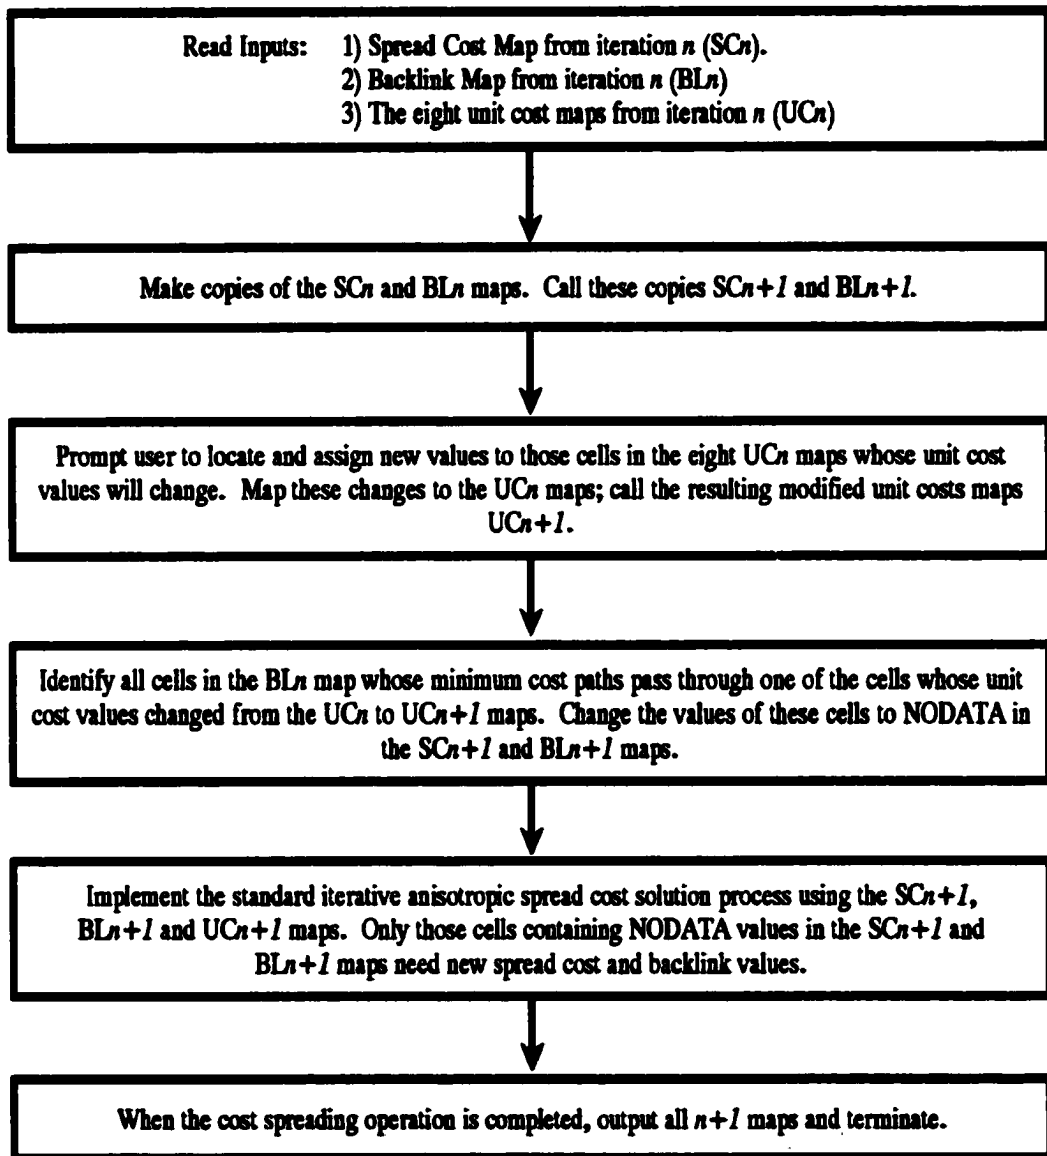 Read Inputs: 1) Spread Cost Map from iteration n (SCn).
2) Backlink Map from iteration n (BLn)
3) The eight unit cost maps from iteration n (UCn)
Make copies of the SCn and BLn maps. Call these copies SCn+1 and BLn+1.
Prompt user to locate and assign new values to those cells in the eight UCn maps whose unit cost
values will change. Map these changes to the UCn maps; call the resulting modified unit costs maps
UCn+1.
Identify all cells in the BLn map whose minimum cost paths pass through one of the cells whose unit
cost values changed from the UCn to UCn+1 maps. Change the values of these cells to NODATA in
the SCn+1 and BLn+1 maps.
Implement the standard iterative anisotropic spread cost solution process using the SCn+1,
BLn+1 and UCn+1 maps. Only those cells containing NODATA values in the SCn+1 and
BLn+1 maps need new spread cost and backlink values.
When the cost spreading operation is completed, output all n+1 maps and terminate.